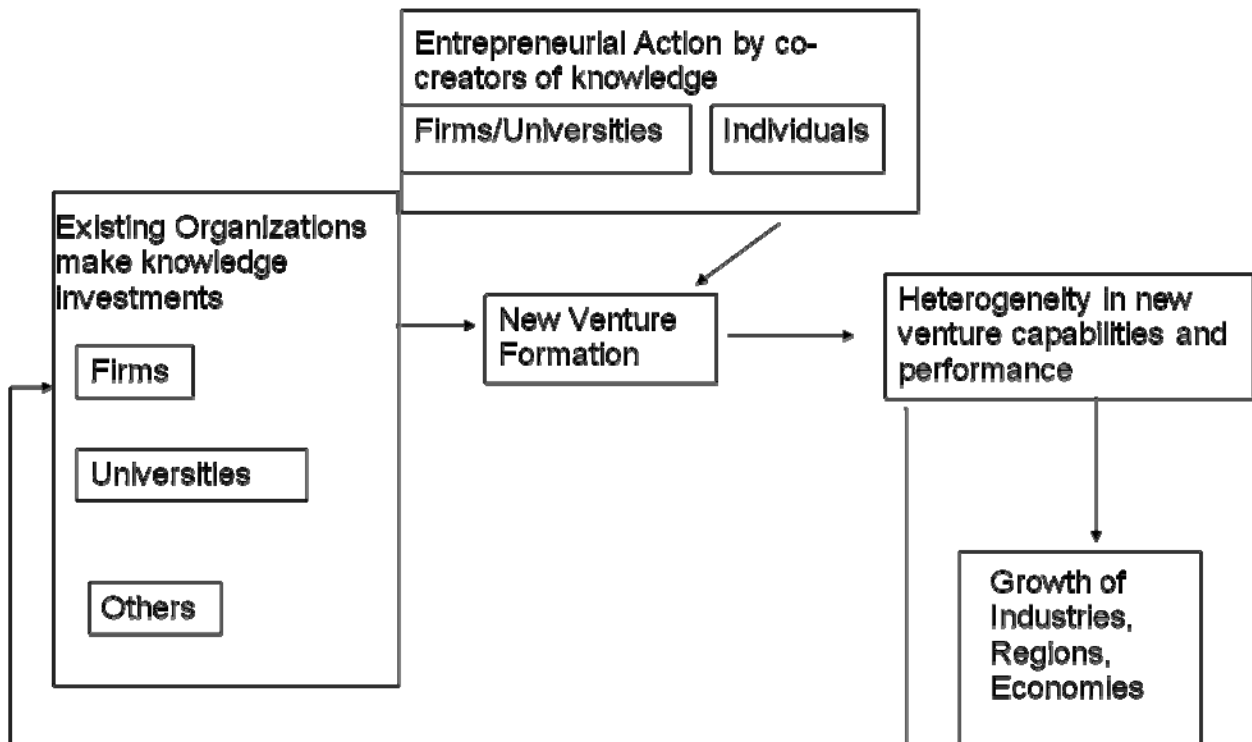 Entrepreneurial Action by co-
creators of knowledge
Firms/Universities
Individuals
Existing Organizations
make knowledge
investments
Firms
Universities
Others
New Venture
Formation
Heterogeneity in new
venture capabilities and
performance
Growth of
Industries,
Regions,
Economies